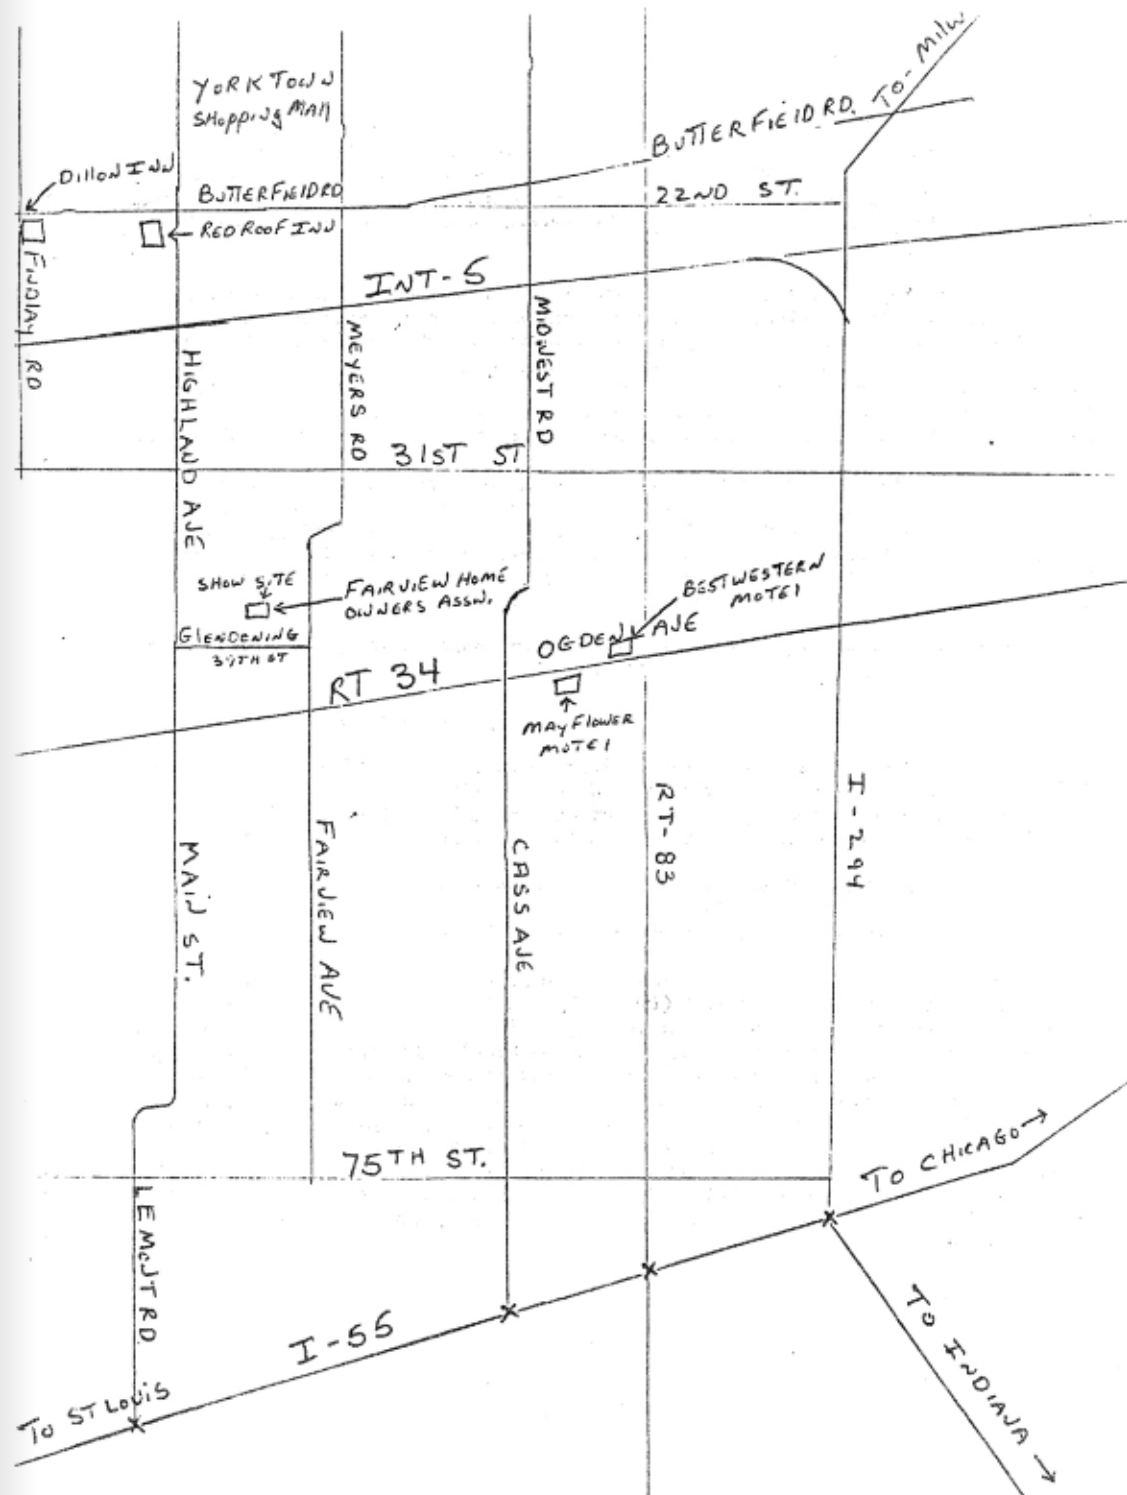 TO- MILW
YORKTOWN
SHOPPING MALL
BUTTERFIELD RD.
DILLON INN
BUTTERFIELD RD
22ND ST.
RED ROOF INN
FINDLAY RD
INT-5
MIDWEST RD
MEYERS RD
HIGHLAND AVE
31ST ST
SHOW SITE
FAIRVIEW HOME
OWNERS ASSN.
BESTWESTERN
MOTEL
GLENDENING
39TH ST
OGDEN AVE
RT 34
MAYFLOWER
MOTEL
I-294
RT-83
FAIRVIEW AVE
MAIN ST.
CASS AVE
75TH ST.
TO CHICAGO →
LEMONT RD
I-55
TO INDIANA →
TO ST LOUIS